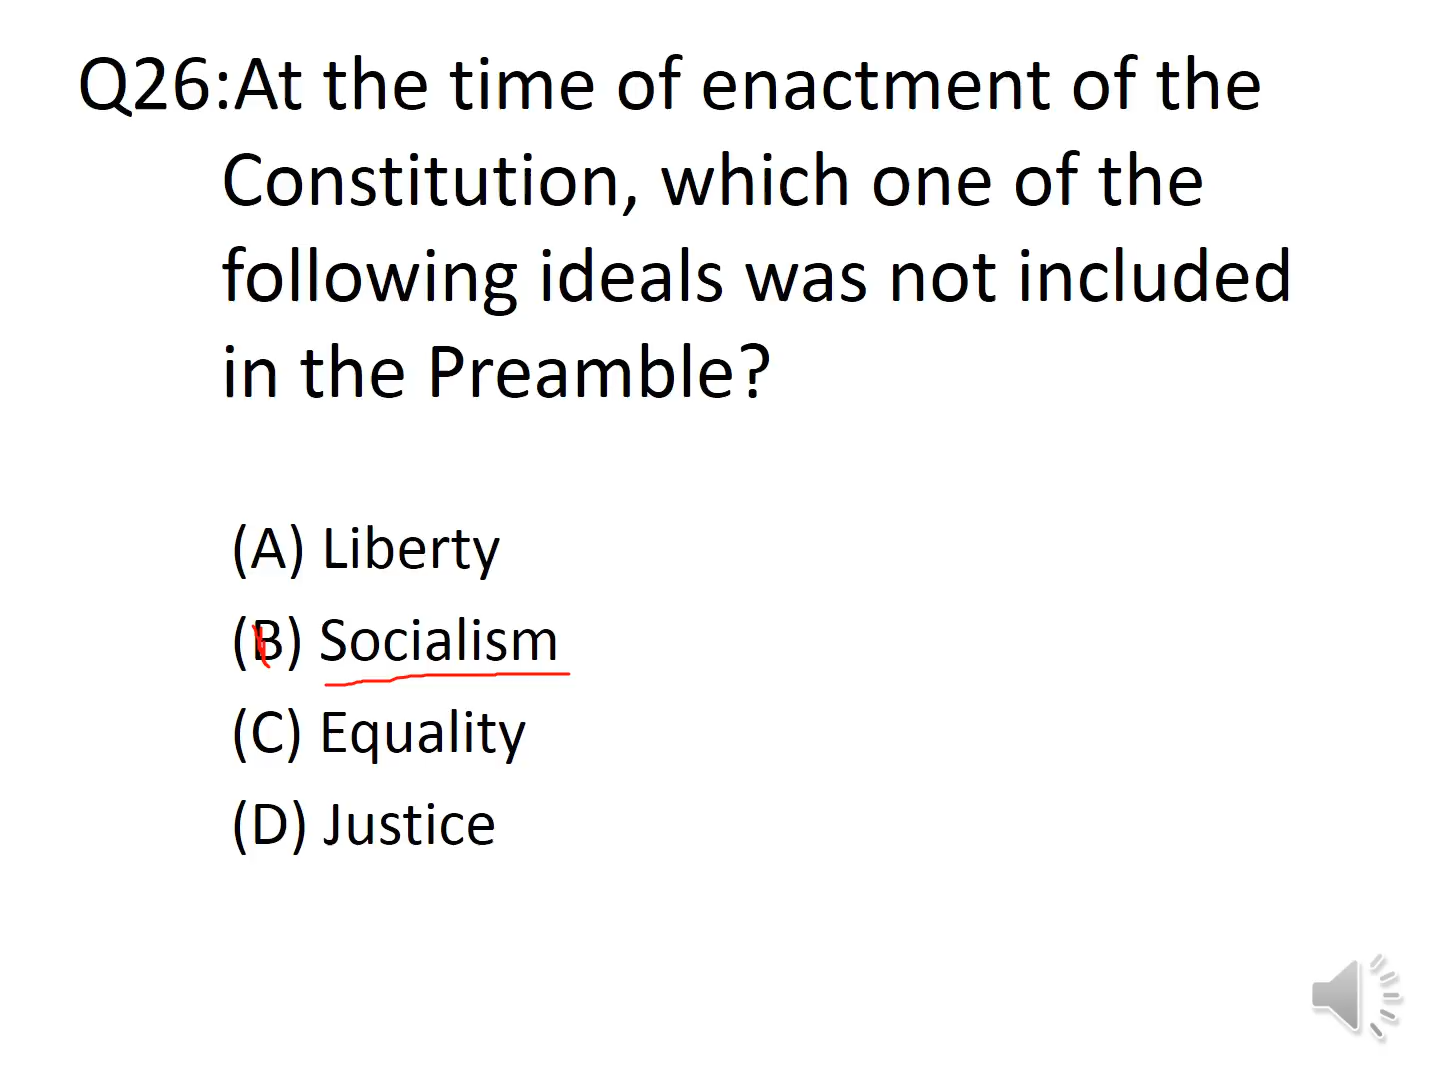 Q26:At the time of enactment of the
Constitution, which one of the
following ideals was not included
in the Preamble?
(A) Liberty
(B) Socialism
(C) Equality
(D) Justice